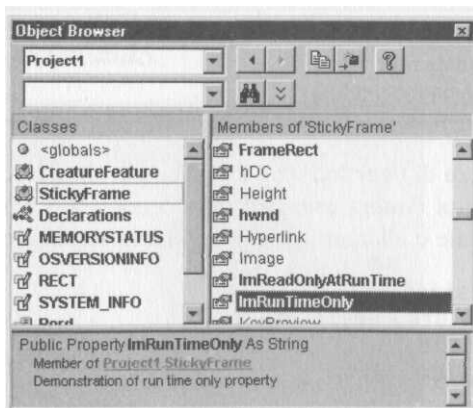 Object Browser
Project1
Classes
Members of 'StickyFrame'
<globals>
CreatureFeature
StickyFrame
Declarations
MEMORYSTATUS
OSVERSIONINFO
RECT
SYSTEM_INFO
FrameRect
hDC
Height
hwnd
Hyperlink
Image
ImReadOnlyAtRunTime
ImRunTimeOnly
KeyPreview
Public Property ImRunTimeOnly As String
Member of Project1.StickyFrame
Demonstration of run time only property